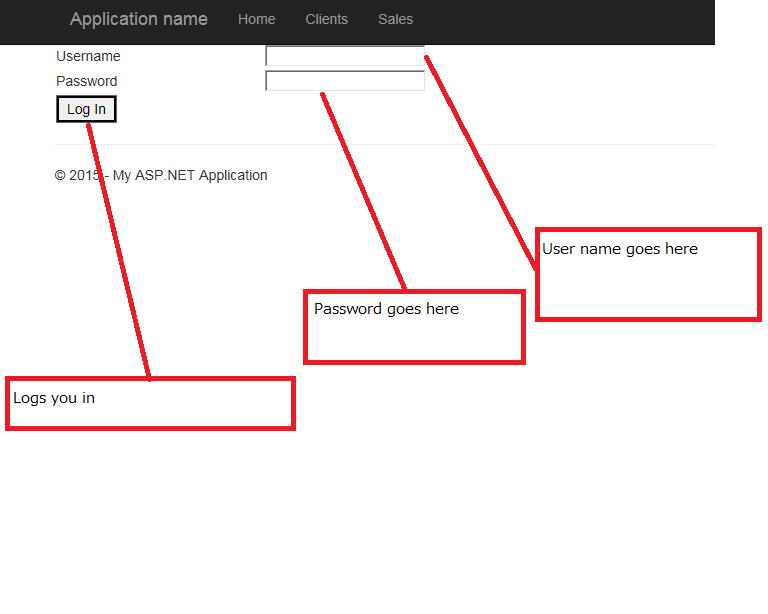 Application name Home Clients Sales
Username
Password
Log In
© 2015 - My ASP.NET Application
User name goes here
Password goes here
Logs you in